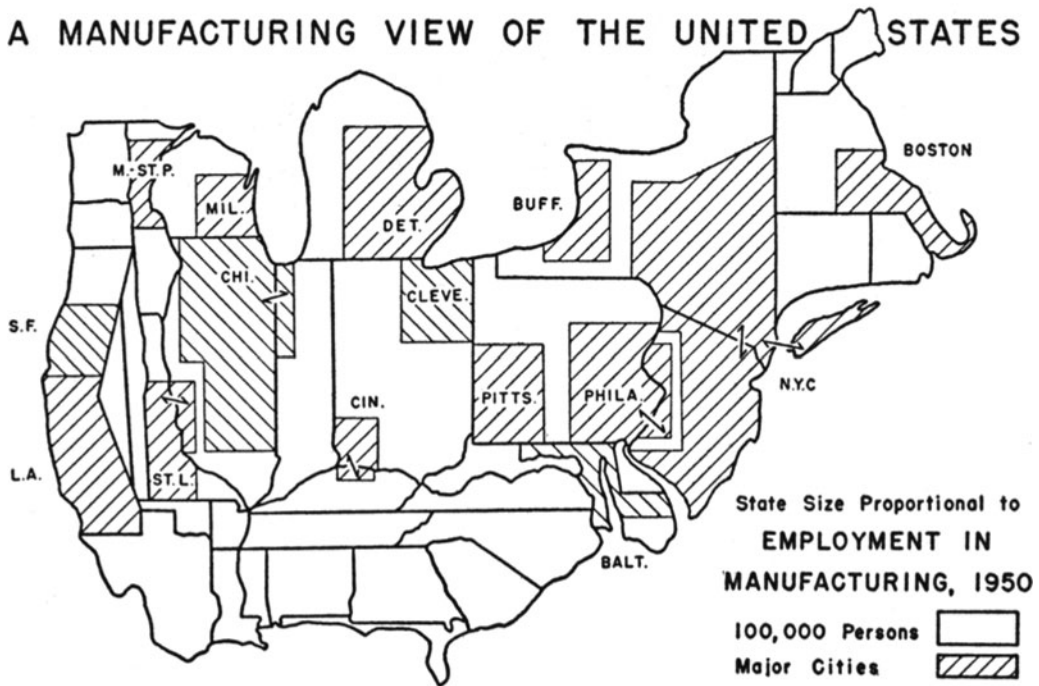 A MANUFACTURING VIEW OF THE UNITED STATES
M.-ST.P.
MIL.
DET.
BUFF.
BOSTON
CHI.
CLEVE.
S.F.
N.Y.C
CIN.
PITTS.
PHILA.
L.A.
ST.L.
BALT.
State Size Proportional to
EMPLOYMENT IN
MANUFACTURING, 1950
100,000 Persons
Major Cities